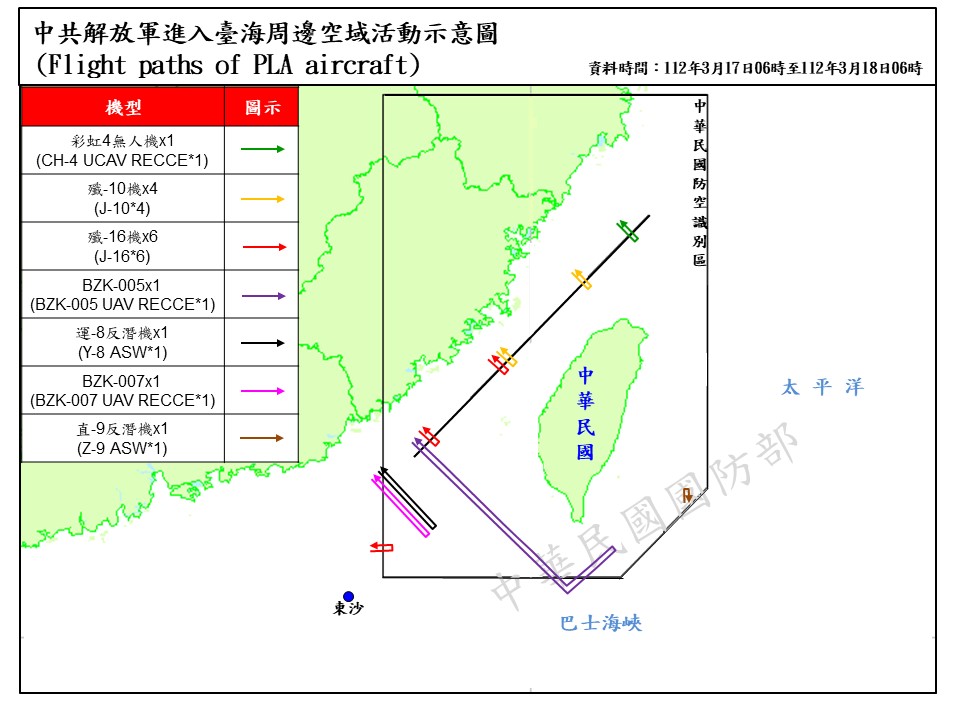 中共解放軍進入臺海周邊空域活動示意圖
(Flight paths of PLA aircraft)
資料時間：112年3月17日06時至112年3月18日06時
機型 圖示
彩虹4無人機x1
(CH-4 UCAV RECCE*1)
殲-10機x4
(J-10*4)
殲-16機x6
(J-16*6)
BZK-005x1
(BZK-005 UAV RECCE*1)
運-8反潛機x1
(Y-8 ASW*1)
BZK-007x1
(BZK-007 UAV RECCE*1)
直-9反潛機x1
(Z-9 ASW*1)
中華民國防空識別區
中華民國
太平洋
中華民國國防部
東沙
巴士海峽